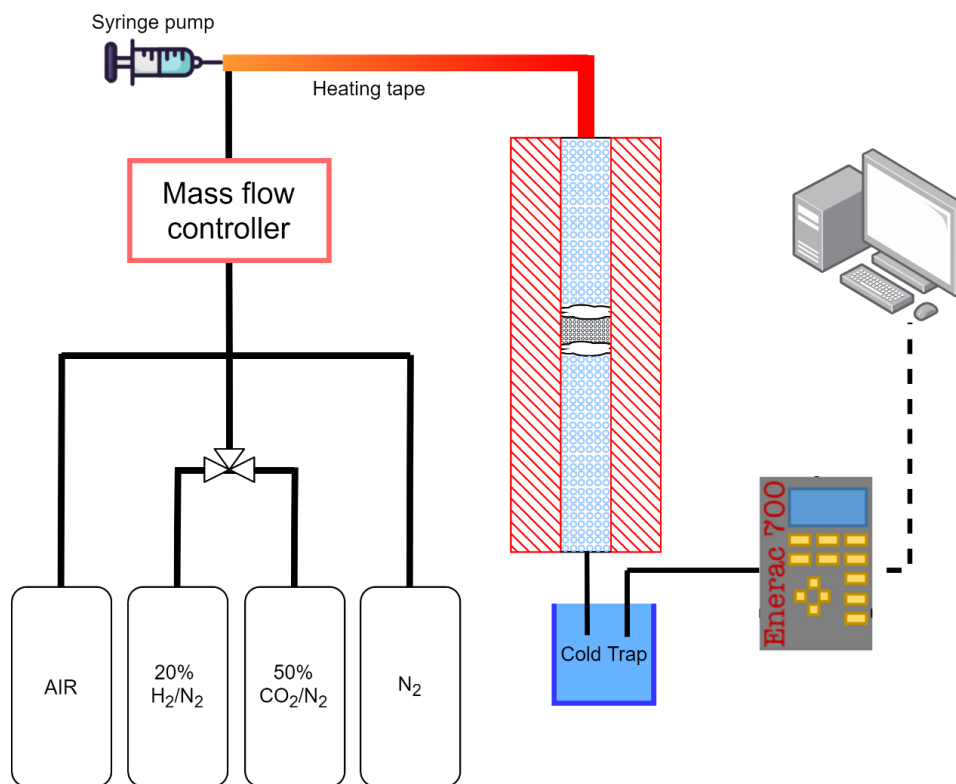 Syringe pump
Heating tape
Mass flow
controller
Enerac 700
Cold Trap
AIR
20%
H₂/N₂
50%
CO₂/N₂
N₂